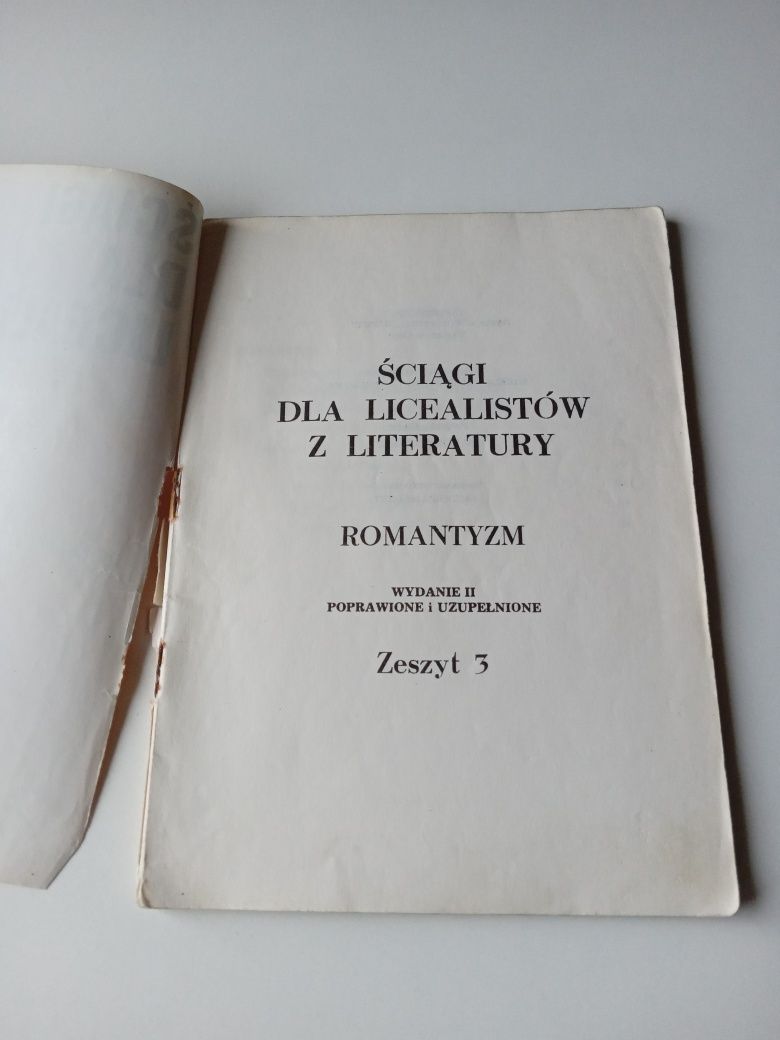 ŚCIĄGI
DLA LICEALISTÓW
Z LITERATURY
ROMANTYZM
WYDANIE II
POPRAWIONE i UZUPEŁNIONE
Zeszyt 3